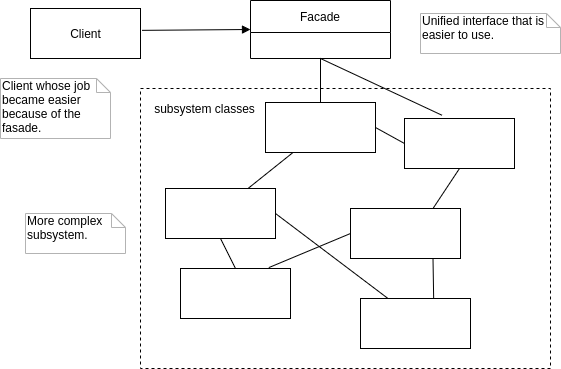 Client
Facade
Unified interface that is
easier to use.
Client whose job
became easier
because of the
fasade.
subsystem classes
More complex
subsystem.